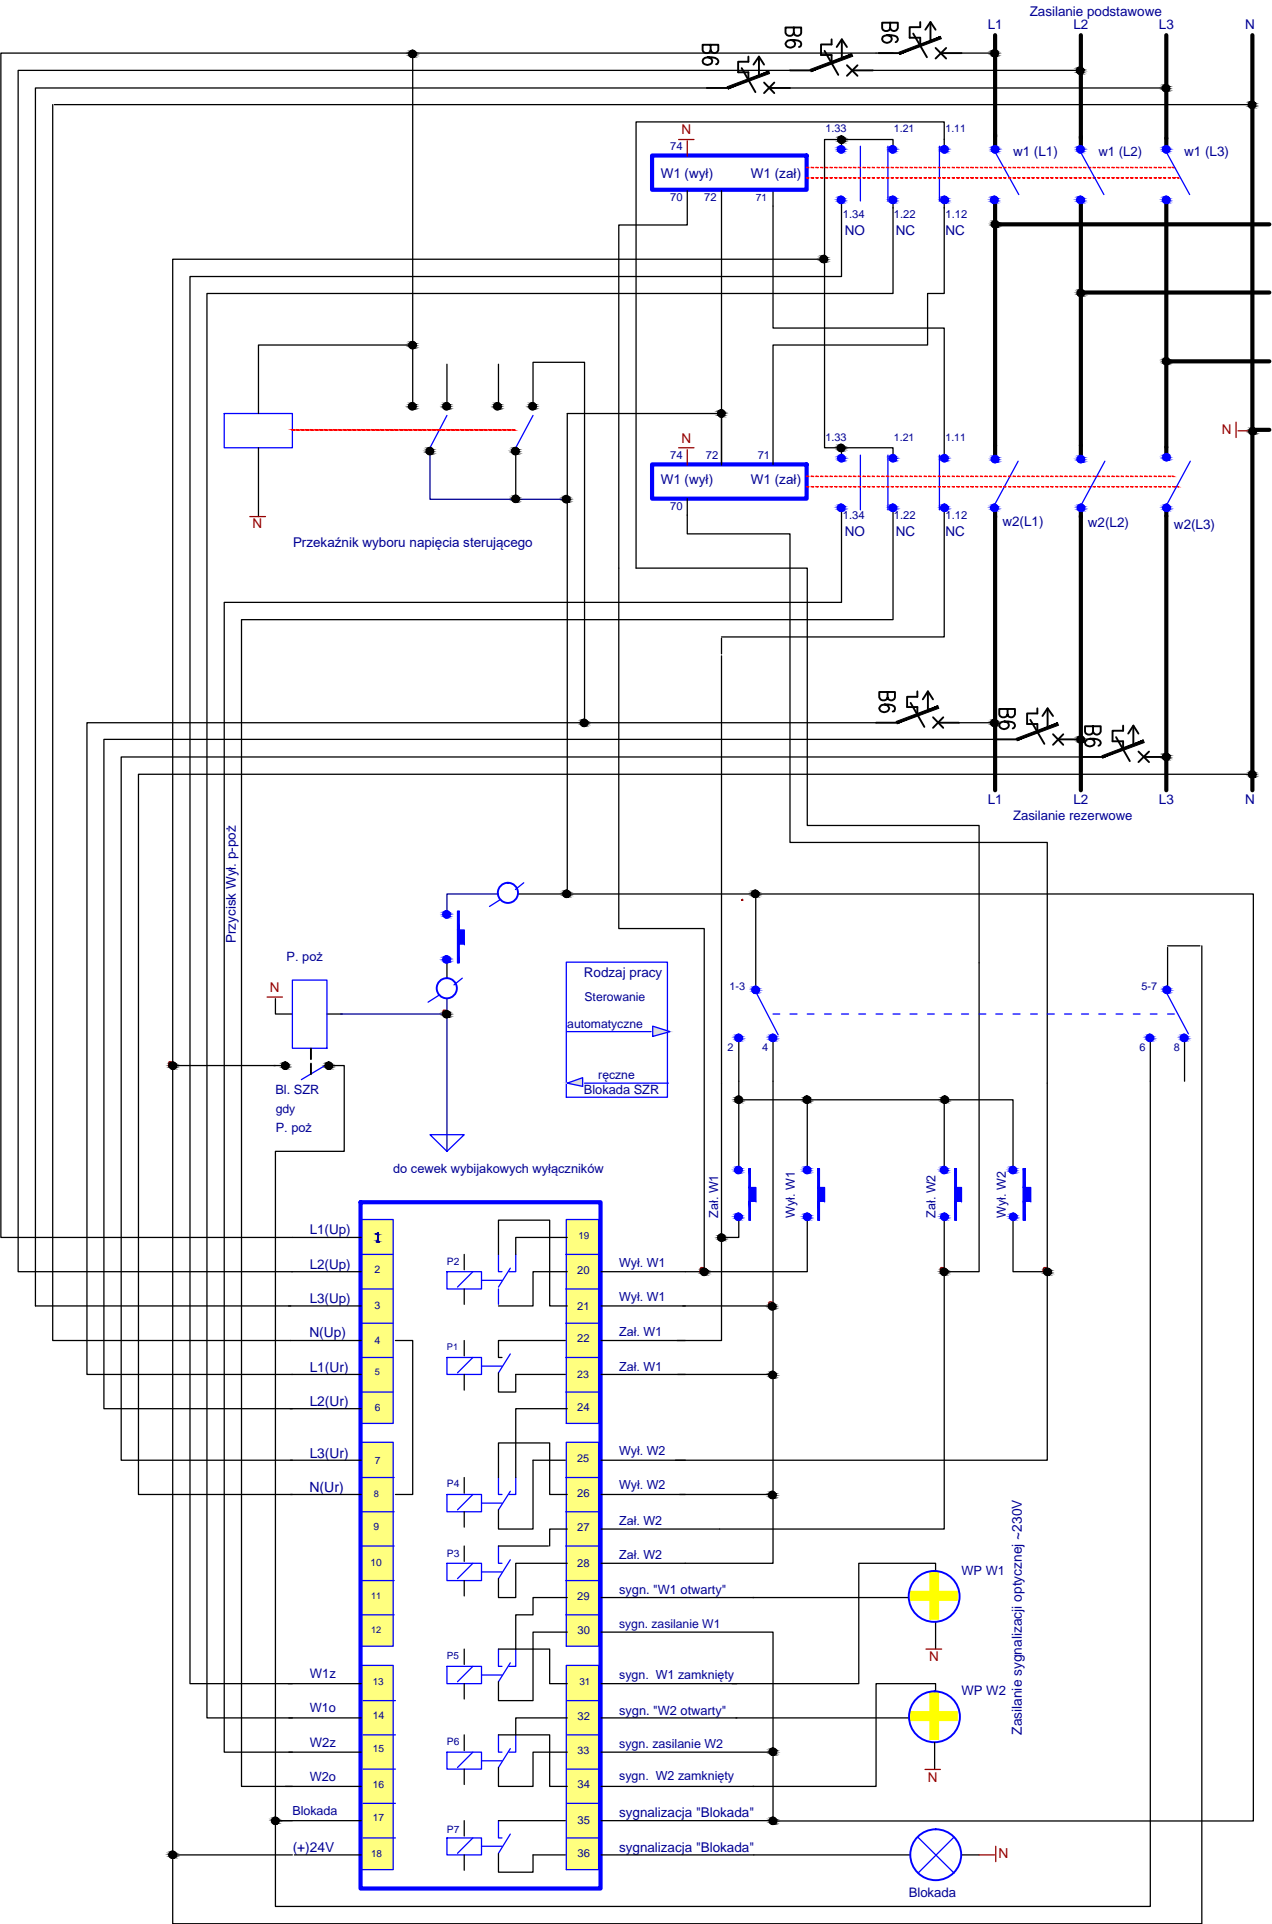 Zasilanie podstawowe
L1
L2
L3
N
B6
B6
B6
N
74
W1 (wył)
W1 (zał)
70
72
71
1.33
1.21
1.11
w1 (L1)
w1 (L2)
w1 (L3)
1.34
1.22
1.12
NO
NC
NC
N
N
Przekaźnik wyboru napięcia sterującego
N
74
72
71
W1 (wył)
W1 (zał)
70
1.33
1.21
1.11
1.34
1.22
1.12
NO
NC
NC
w2(L1)
w2(L2)
w2(L3)
B6
B6
B6
L1
L2
L3
N
Zasilanie rezerwowe
Przycisk Wył. p-poż
P. poż
N
Bl. SZR
gdy
P. poż
Rodzaj pracy
Sterowanie
automatyczne
ręczne
Blokada SZR
1-3
2
4
5-7
6
8
do cewek wybijakowych wyłączników
Zał. W1
Wył. W1
Zał. W2
Wył. W2
L1(Up)
1
L2(Up)
2
L3(Up)
3
N(Up)
4
L1(Ur)
5
L2(Ur)
6
L3(Ur)
7
N(Ur)
8
9
10
11
12
W1z
13
W1o
14
W2z
15
W2o
16
Blokada
17
(+)24V
18
P2
P1
P4
P3
P5
P6
P7
19
20
Wył. W1
21
Wył. W1
22
Zał. W1
23
Zał. W1
24
25
Wył. W2
26
Wył. W2
27
Zał. W2
28
Zał. W2
29
sygn. "W1 otwarty"
30
sygn. zasilanie W1
31
sygn. W1 zamknięty
32
sygn. "W2 otwarty"
33
sygn. zasilanie W2
34
sygn. W2 zamknięty
35
sygnalizacja "Blokada"
36
sygnalizacja "Blokada"
WP W1
N
WP W2
N
Zasilanie sygnalizacji optycznej ~230V
N
Blokada